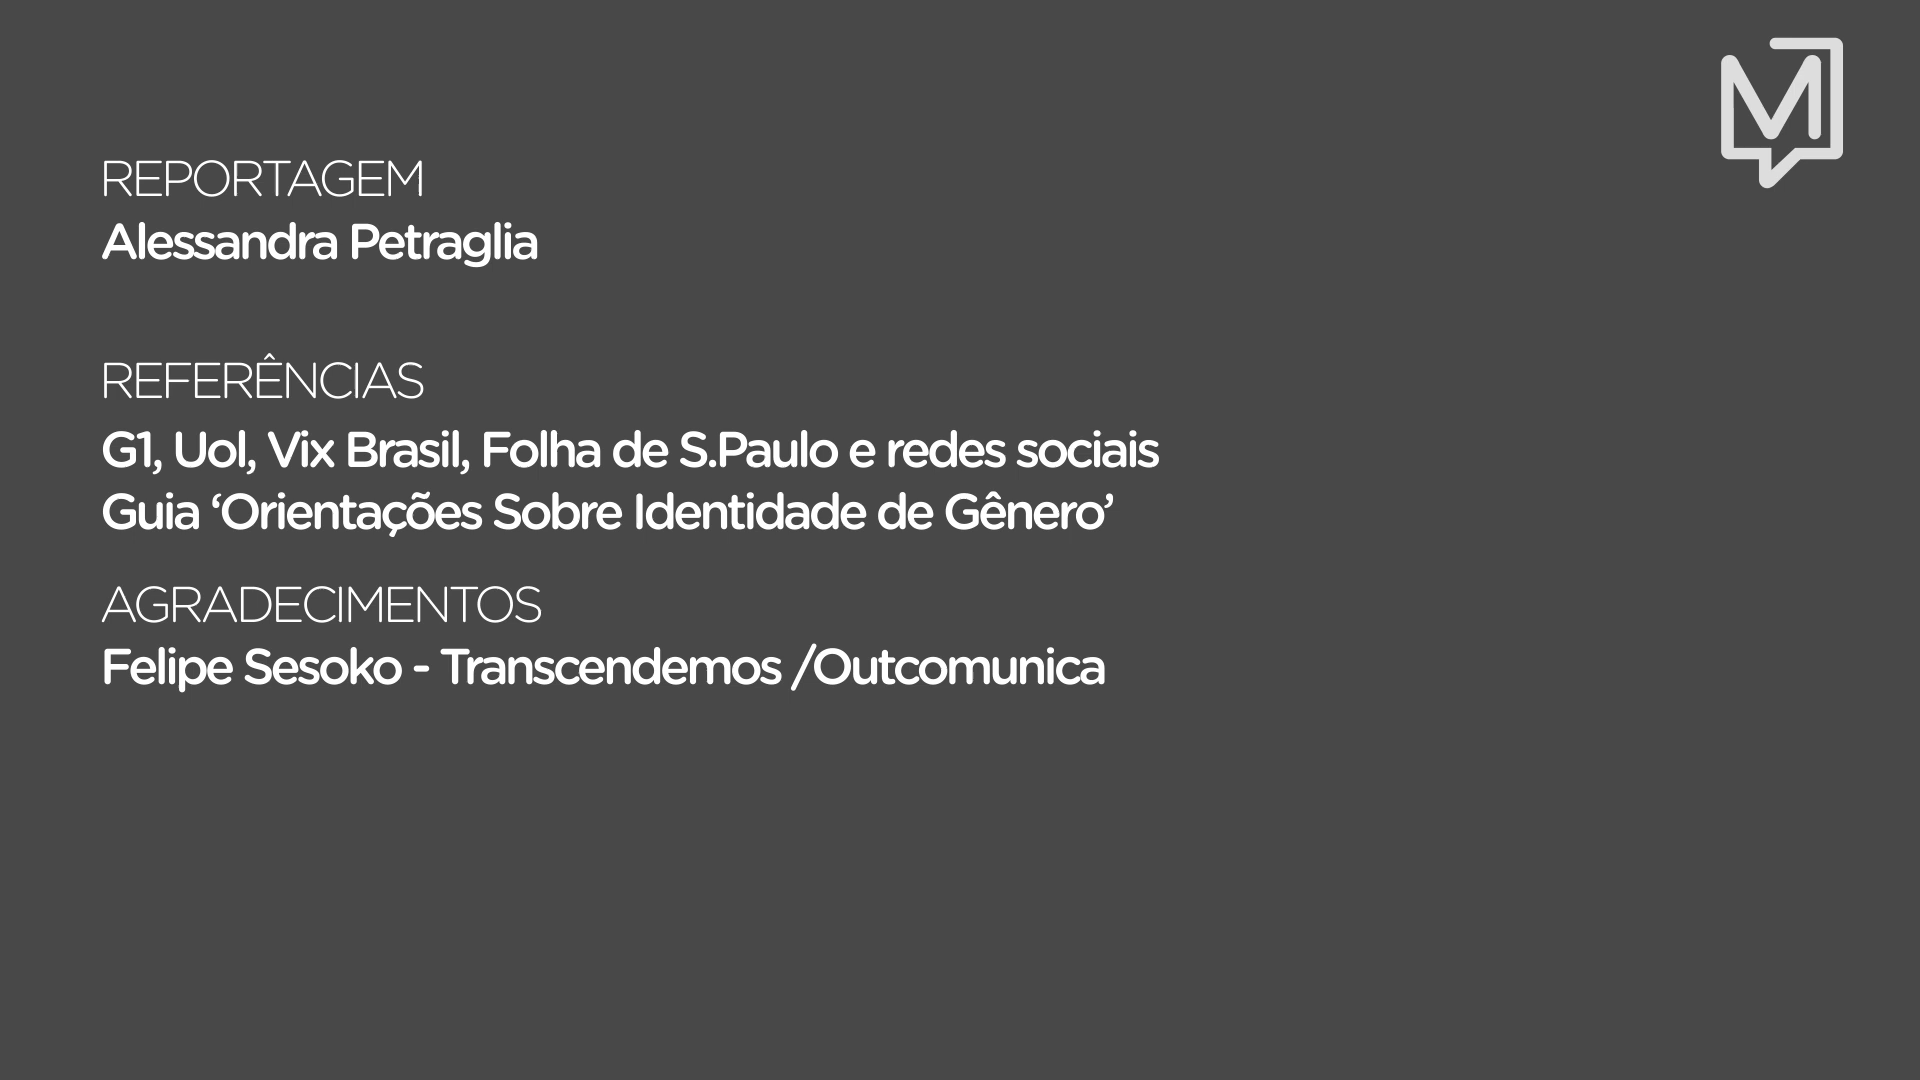 REPORTAGEM
Alessandra Petraglia
REFERÊNCIAS
G1, Uol, Vix Brasil, Folha de S.Paulo e redes sociais
Guia ‘Orientações Sobre Identidade de Gênero’
AGRADECIMENTOS
Felipe Sesoko - Transcendemos /Outcomunica
M